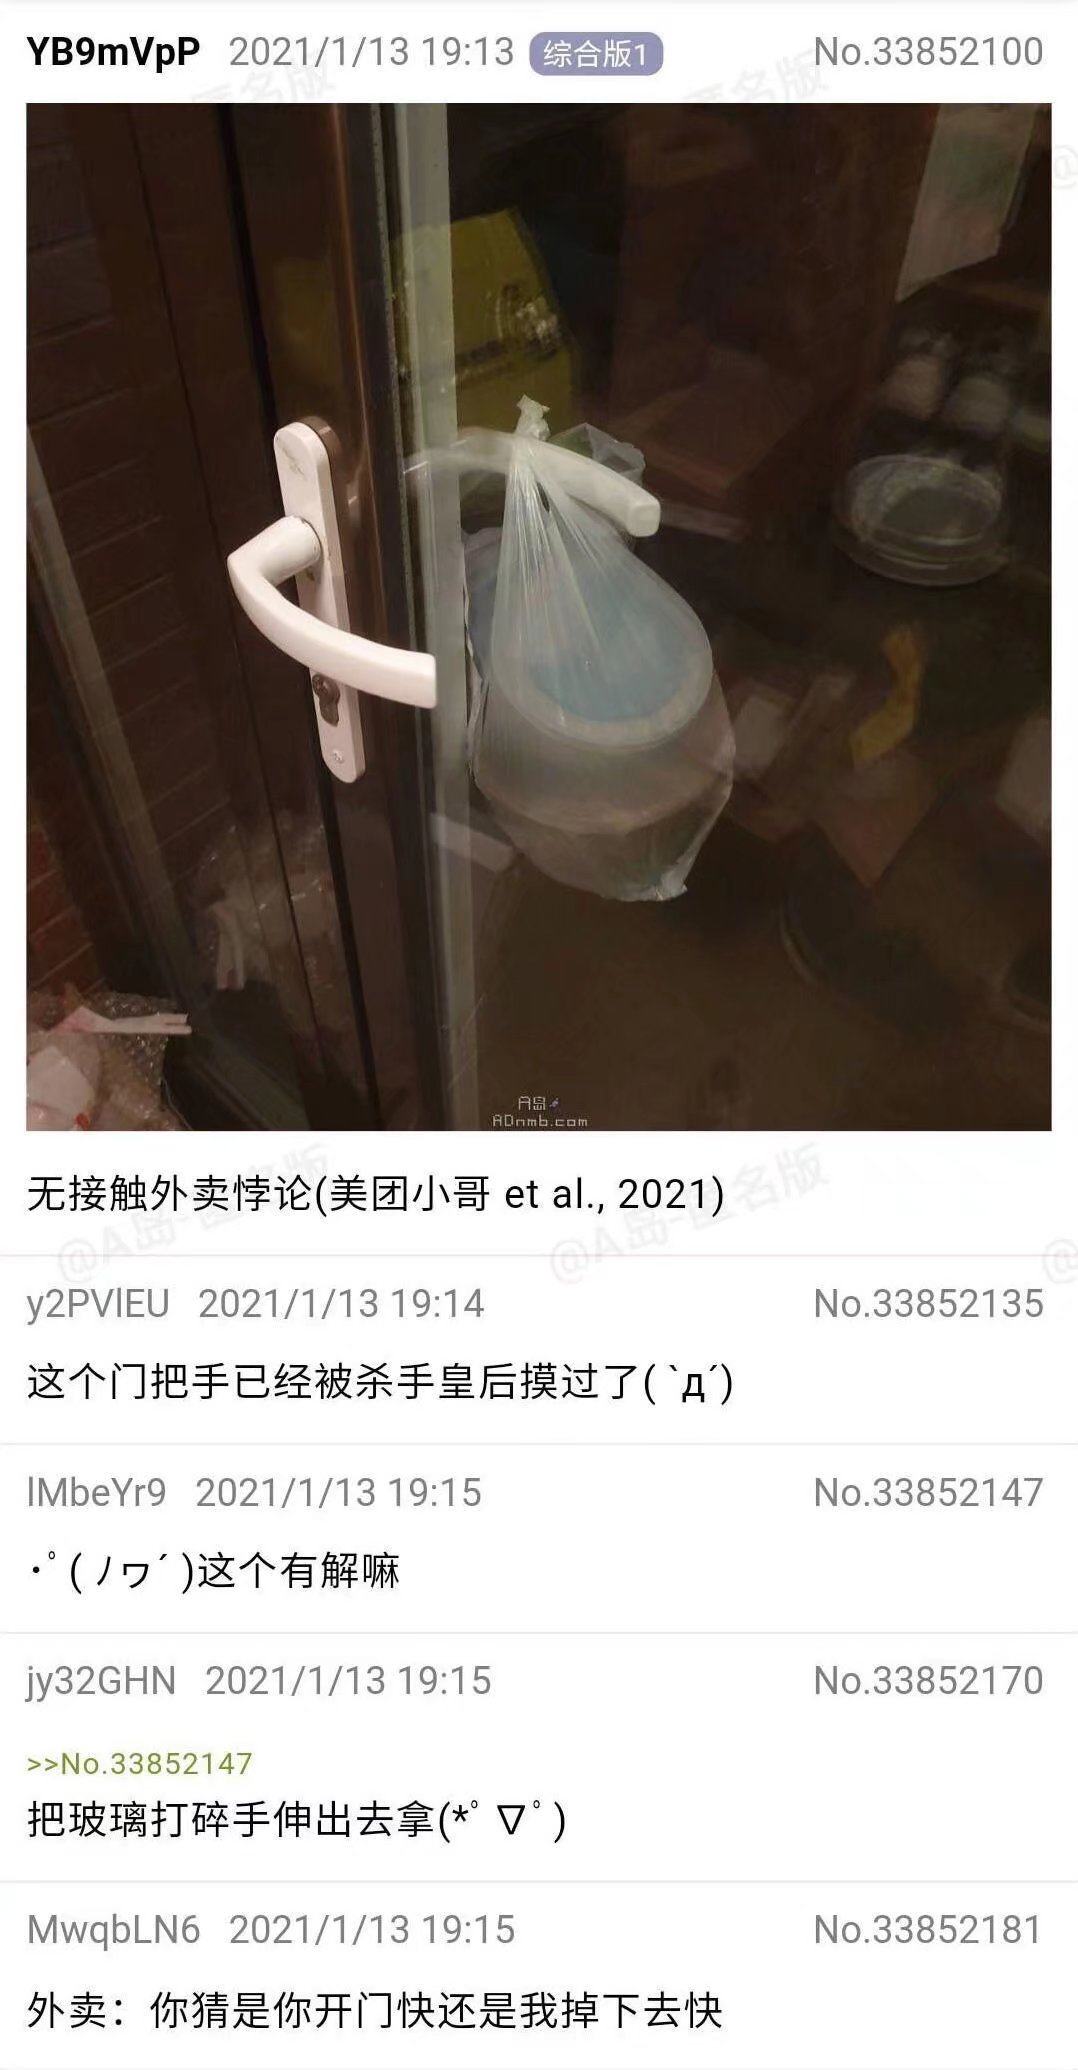 YB9mVpP 2021/1/13 19:13 综合版1 No.33852100
A岛
ADnmb.com
无接触外卖悖论(美团小哥 et al., 2021)
@A岛-匿名版 @A岛-匿名版
y2PVlEU 2021/1/13 19:14 No.33852135
这个门把手已经被杀手皇后摸过了( `д´)
lMbeYr9 2021/1/13 19:15 No.33852147
･ﾟ( ﾉヮ´ )这个有解嘛
jy32GHN 2021/1/13 19:15 No.33852170
>>No.33852147
把玻璃打碎手伸出去拿(*ﾟ∇ﾟ)
MwqbLN6 2021/1/13 19:15 No.33852181
外卖：你猜是你开门快还是我掉下去快